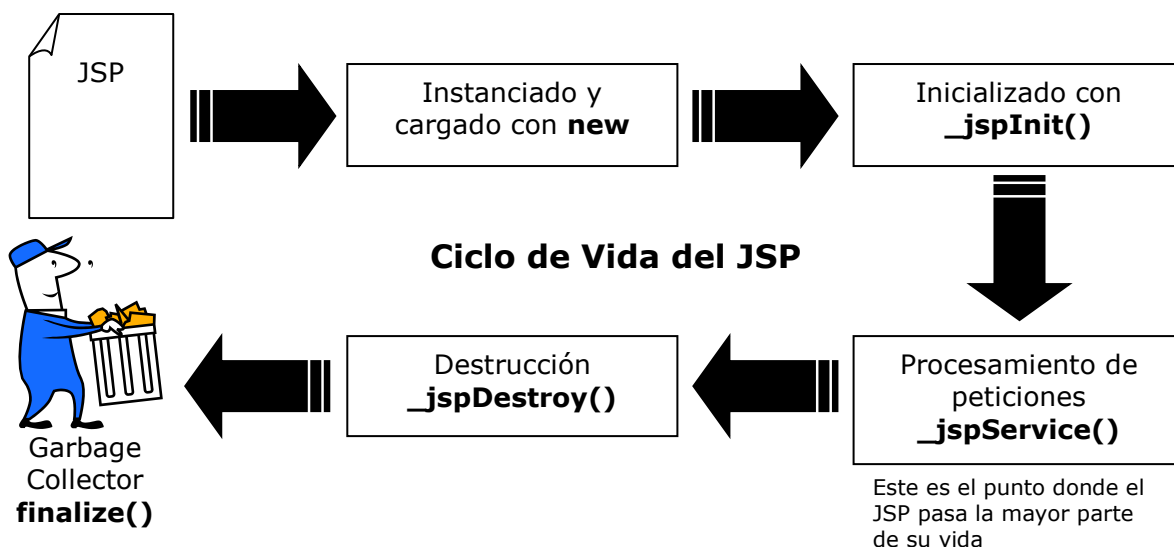 JSP
Instanciado y
cargado con new
Inicializado con
_jspInit()
Ciclo de Vida del JSP
Procesamiento de
peticiones
_jspService()
Este es el punto donde el
JSP pasa la mayor parte
de su vida
Destrucción
_jspDestroy()
Garbage
Collector
finalize()